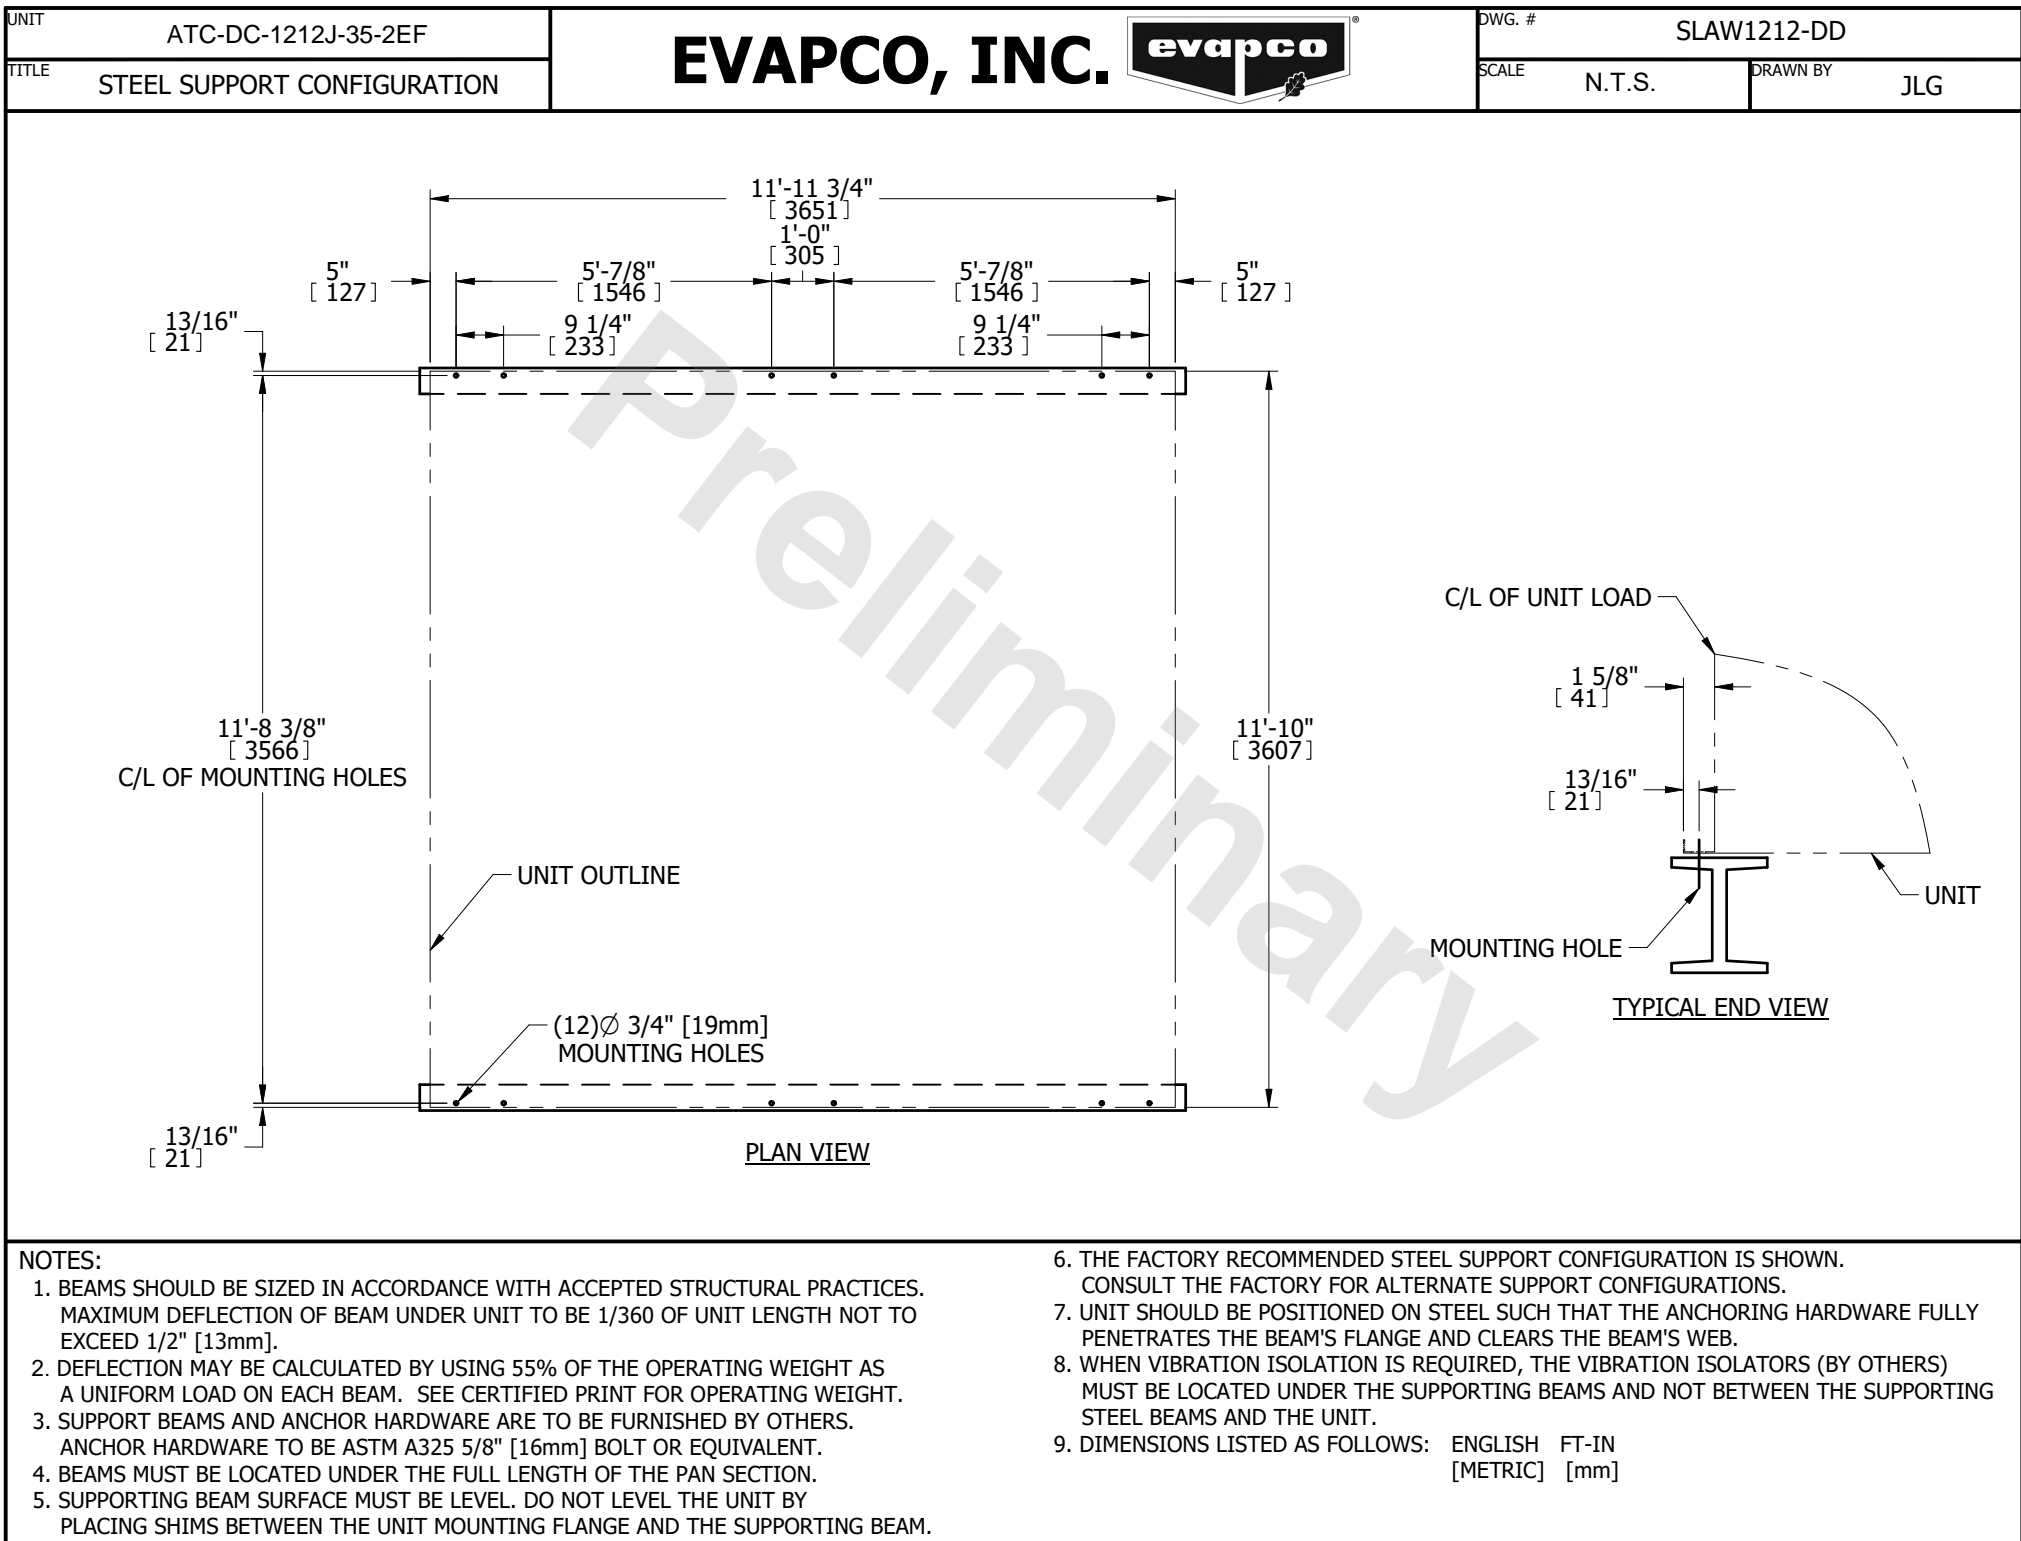 UNIT
ATC-DC-1212J-35-2EF
TITLE
STEEL SUPPORT CONFIGURATION
EVAPCO, INC.
evapco
®
DWG. #
SLAW1212-DD
SCALE
N.T.S.
DRAWN BY
JLG
11'-11 3/4"
[ 3651]
1'-0"
[ 305 ]
5"
[ 127]
5'-7/8"
[ 1546 ]
5'-7/8"
[ 1546 ]
5"
[ 127 ]
13/16"
[ 21]
9 1/4"
[ 233]
9 1/4"
[ 233 ]
Preliminary
11'-8 3/8"
[ 3566]
C/L OF MOUNTING HOLES
11'-10"
[ 3607]
UNIT OUTLINE
(12)∅ 3/4" [19mm]
MOUNTING HOLES
13/16"
[ 21]
PLAN VIEW
C/L OF UNIT LOAD
1 5/8"
[ 41]
13/16"
[ 21]
UNIT
MOUNTING HOLE
TYPICAL END VIEW
NOTES:
1. BEAMS SHOULD BE SIZED IN ACCORDANCE WITH ACCEPTED STRUCTURAL PRACTICES.
MAXIMUM DEFLECTION OF BEAM UNDER UNIT TO BE 1/360 OF UNIT LENGTH NOT TO
EXCEED 1/2" [13mm].
2. DEFLECTION MAY BE CALCULATED BY USING 55% OF THE OPERATING WEIGHT AS
A UNIFORM LOAD ON EACH BEAM. SEE CERTIFIED PRINT FOR OPERATING WEIGHT.
3. SUPPORT BEAMS AND ANCHOR HARDWARE ARE TO BE FURNISHED BY OTHERS.
ANCHOR HARDWARE TO BE ASTM A325 5/8" [16mm] BOLT OR EQUIVALENT.
4. BEAMS MUST BE LOCATED UNDER THE FULL LENGTH OF THE PAN SECTION.
5. SUPPORTING BEAM SURFACE MUST BE LEVEL. DO NOT LEVEL THE UNIT BY
PLACING SHIMS BETWEEN THE UNIT MOUNTING FLANGE AND THE SUPPORTING BEAM.
6. THE FACTORY RECOMMENDED STEEL SUPPORT CONFIGURATION IS SHOWN.
CONSULT THE FACTORY FOR ALTERNATE SUPPORT CONFIGURATIONS.
7. UNIT SHOULD BE POSITIONED ON STEEL SUCH THAT THE ANCHORING HARDWARE FULLY
PENETRATES THE BEAM'S FLANGE AND CLEARS THE BEAM'S WEB.
8. WHEN VIBRATION ISOLATION IS REQUIRED, THE VIBRATION ISOLATORS (BY OTHERS)
MUST BE LOCATED UNDER THE SUPPORTING BEAMS AND NOT BETWEEN THE SUPPORTING
STEEL BEAMS AND THE UNIT.
9. DIMENSIONS LISTED AS FOLLOWS: ENGLISH FT-IN
[METRIC] [mm]